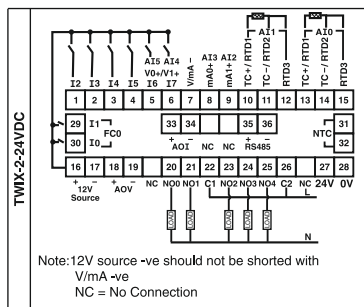 TWIX-2-24VDC
AI5 AI4
V0+/V1+
V/mA-
AI3
mA0+
AI2
mA1+
TC+/RTD1
AI1
TC-/RTD2
RTD3
TC+/RTD1
AI0
TC-/RTD2
RTD3
I2 I3 I4 I5 I6 I7
1 2 3 4 5 6 7 8 9 10 11 12 13 14 15
29 I1 FC0 33 34 35 36 NTC 31
30 I0 + AOI - NC NC + RS485 - 32
16 17 18 19 20 21 22 23 24 25 26 27 28
+ 12V - + AOV - NC NO0 NO1 C1 NO2 NO3 NO4 C2 NC 24V 0V
Source
L
LOAD LOAD LOAD LOAD LOAD
N
Note:12V source -ve should not be shorted with
V/mA -ve
NC = No Connection